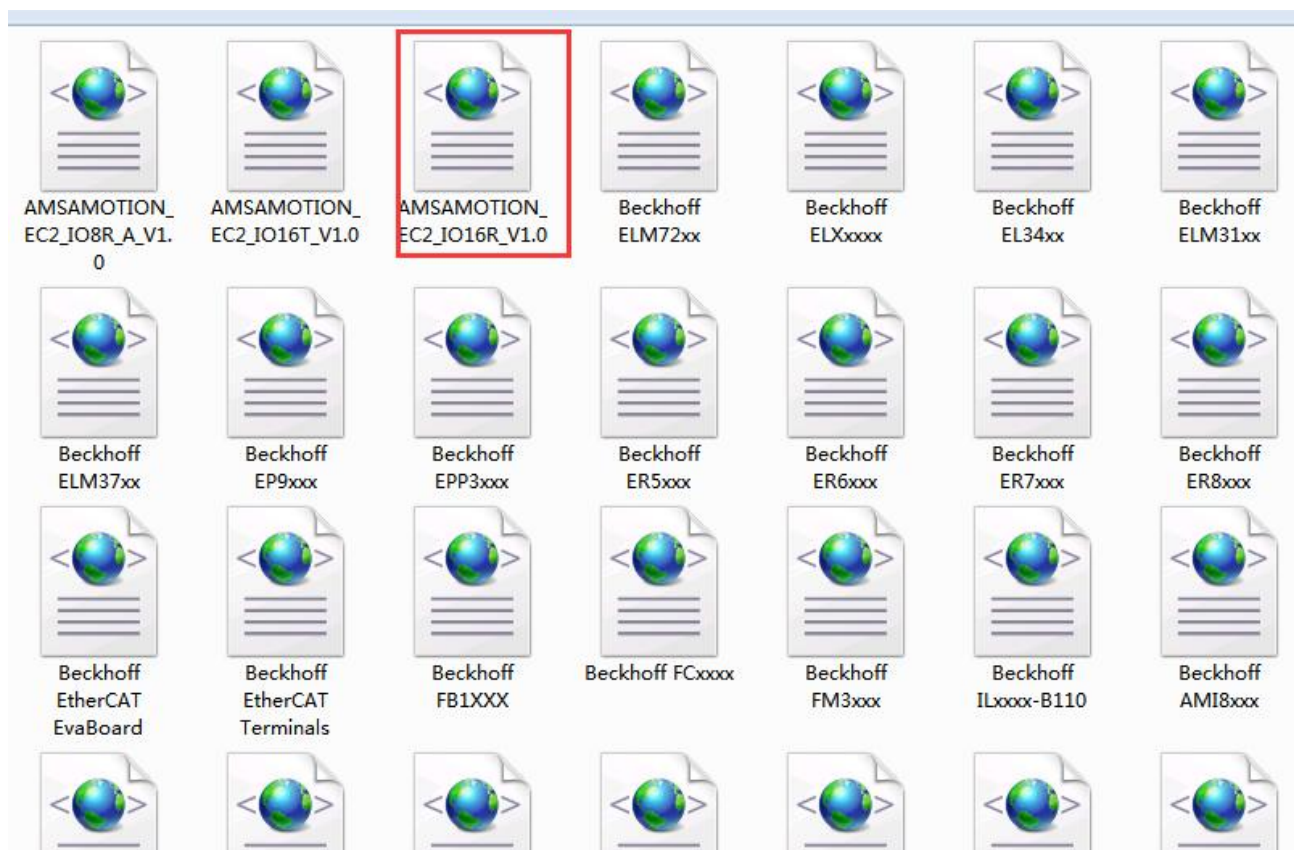 AMSAMOTION_
EC2_IO8R_A_V1.
0
AMSAMOTION_
EC2_IO16T_V1.0
AMSAMOTION_
EC2_IO16R_V1.0
Beckhoff
ELM72xx
Beckhoff
ELXxxxx
Beckhoff
EL34xx
Beckhoff
ELM31xx
Beckhoff
ELM37xx
Beckhoff
EP9xxx
Beckhoff
EPP3xxx
Beckhoff
ER5xxx
Beckhoff
ER6xxx
Beckhoff
ER7xxx
Beckhoff
ER8xxx
Beckhoff
EtherCAT
EvaBoard
Beckhoff
EtherCAT
Terminals
Beckhoff
FB1XXX
Beckhoff FCxxxx
Beckhoff
FM3xxx
Beckhoff
ILxxxx-B110
Beckhoff
AMI8xxx